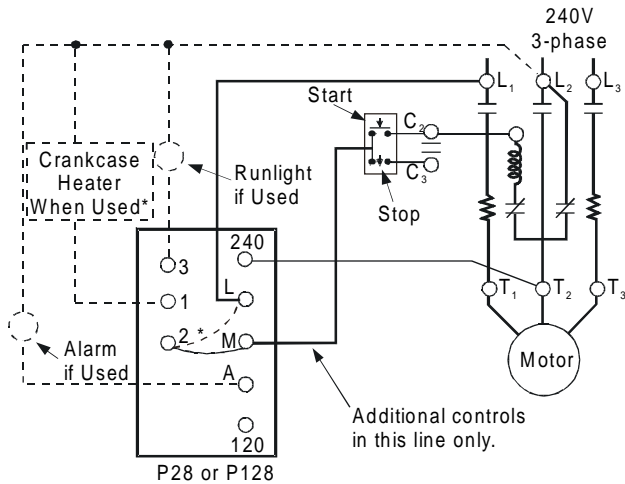 240V
3-phase
L1
L2
L3
Start
C2
C3
Stop
Crankcase
Heater
When Used*
Runlight
if Used
240
3
L
1
2 *
M
A
120
T1
T2
T3
Motor
Alarm
if Used
Additional controls
in this line only.
P28 or P128